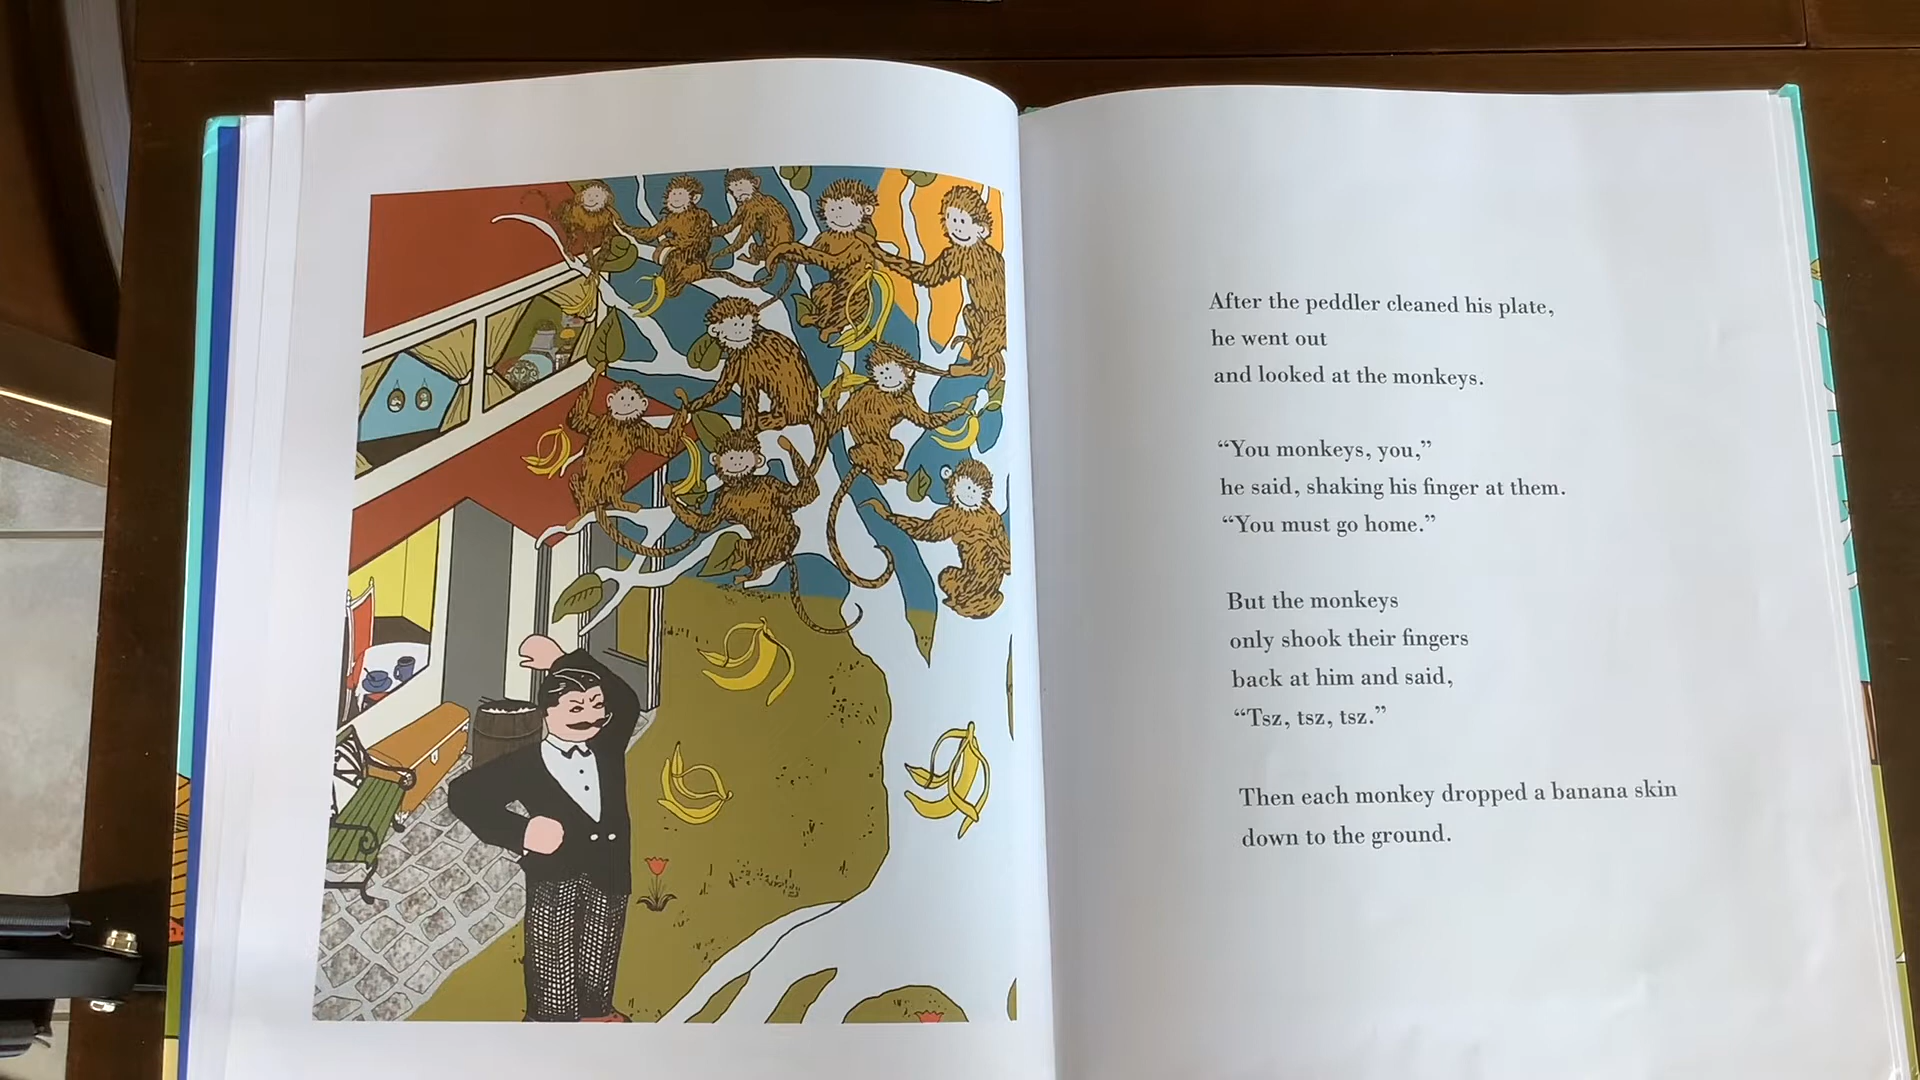 After the peddler cleaned his plate,
he went out
and looked at the monkeys.
“You monkeys, you,”
he said, shaking his finger at them.
“You must go home.”
But the monkeys
only shook their fingers
back at him and said,
“Tsz, tsz, tsz.”
Then each monkey dropped a banana skin
down to the ground.